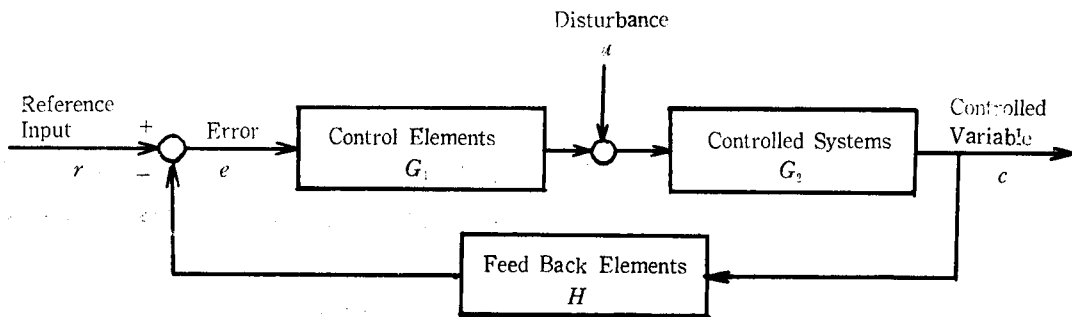 Disturbance
u
Reference
Input
r
+
−
Error
e
Control Elements
G₁
Controlled Systems
G₂
Controlled
Variable
c
Feed Back Elements
H